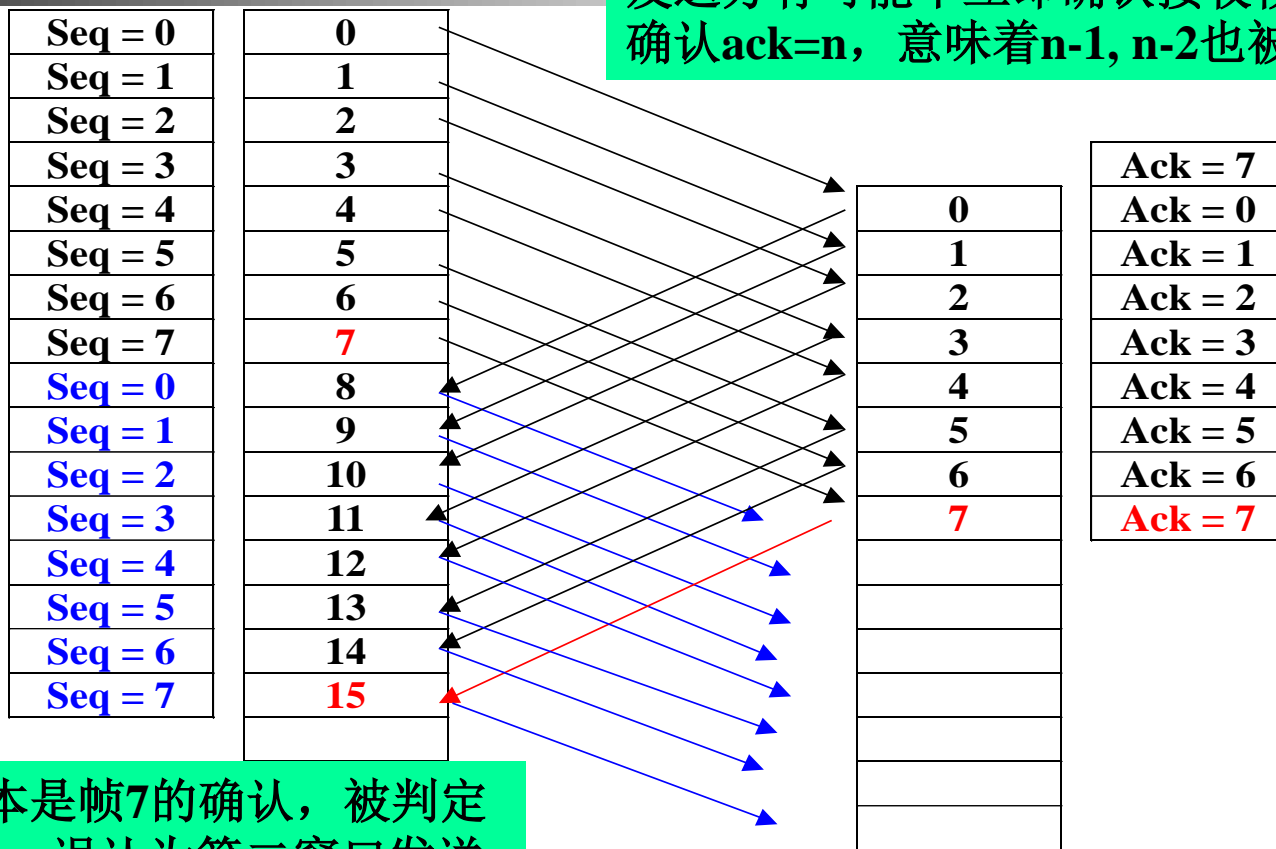 确认ack=n，意味着n-1, n-2也被
Seq = 0
Seq = 1
Seq = 2
Seq = 3
Seq = 4
Seq = 5
Seq = 6
Seq = 7
Seq = 0
Seq = 1
Seq = 2
Seq = 3
Seq = 4
Seq = 5
Seq = 6
Seq = 7
0
1
2
3
4
5
6
7
8
9
10
11
12
13
14
15
0
1
2
3
4
5
6
7
Ack = 7
Ack = 0
Ack = 1
Ack = 2
Ack = 3
Ack = 4
Ack = 5
Ack = 6
Ack = 7
本是帧7的确认，被判定